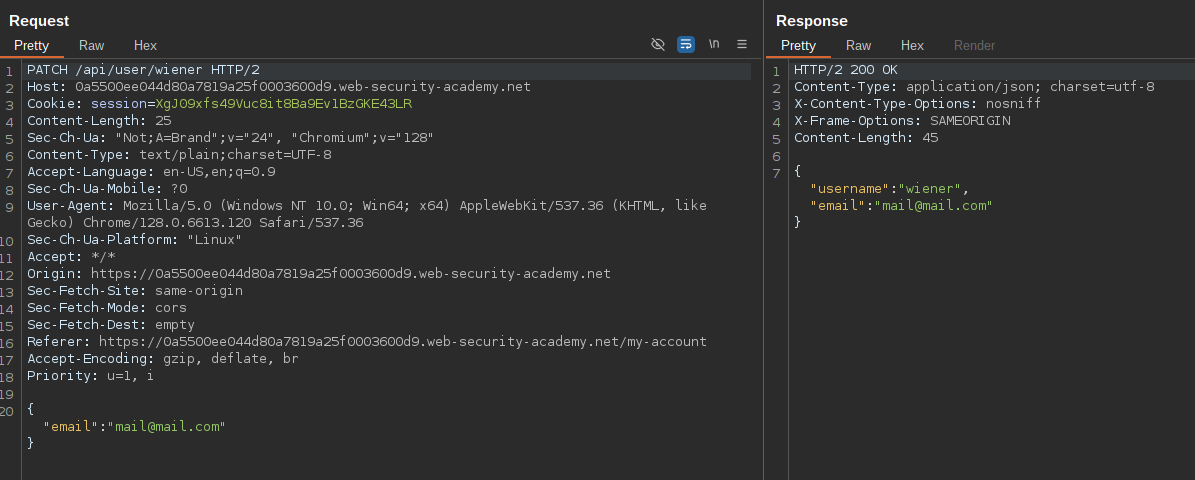 Request
Pretty Raw Hex
\n
1 PATCH /api/user/wiener HTTP/2
2 Host: 0a5500ee044d80a7819a25f0003600d9.web-security-academy.net
3 Cookie: session=XgJO9xfs49Vuc8it8Ba9Ev1BzGKE43LR
4 Content-Length: 25
5 Sec-Ch-Ua: "Not;A=Brand";v="24", "Chromium";v="128"
6 Content-Type: text/plain;charset=UTF-8
7 Accept-Language: en-US,en;q=0.9
8 Sec-Ch-Ua-Mobile: ?0
9 User-Agent: Mozilla/5.0 (Windows NT 10.0; Win64; x64) AppleWebKit/537.36 (KHTML, like
Gecko) Chrome/128.0.6613.120 Safari/537.36
10 Sec-Ch-Ua-Platform: "Linux"
11 Accept: */*
12 Origin: https://0a5500ee044d80a7819a25f0003600d9.web-security-academy.net
13 Sec-Fetch-Site: same-origin
14 Sec-Fetch-Mode: cors
15 Sec-Fetch-Dest: empty
16 Referer: https://0a5500ee044d80a7819a25f0003600d9.web-security-academy.net/my-account
17 Accept-Encoding: gzip, deflate, br
18 Priority: u=1, i
19
20 {
"email":"mail@mail.com"
}
Response
Pretty Raw Hex Render
1 HTTP/2 200 OK
2 Content-Type: application/json; charset=utf-8
3 X-Content-Type-Options: nosniff
4 X-Frame-Options: SAMEORIGIN
5 Content-Length: 45
6
7 {
"username":"wiener",
"email":"mail@mail.com"
}